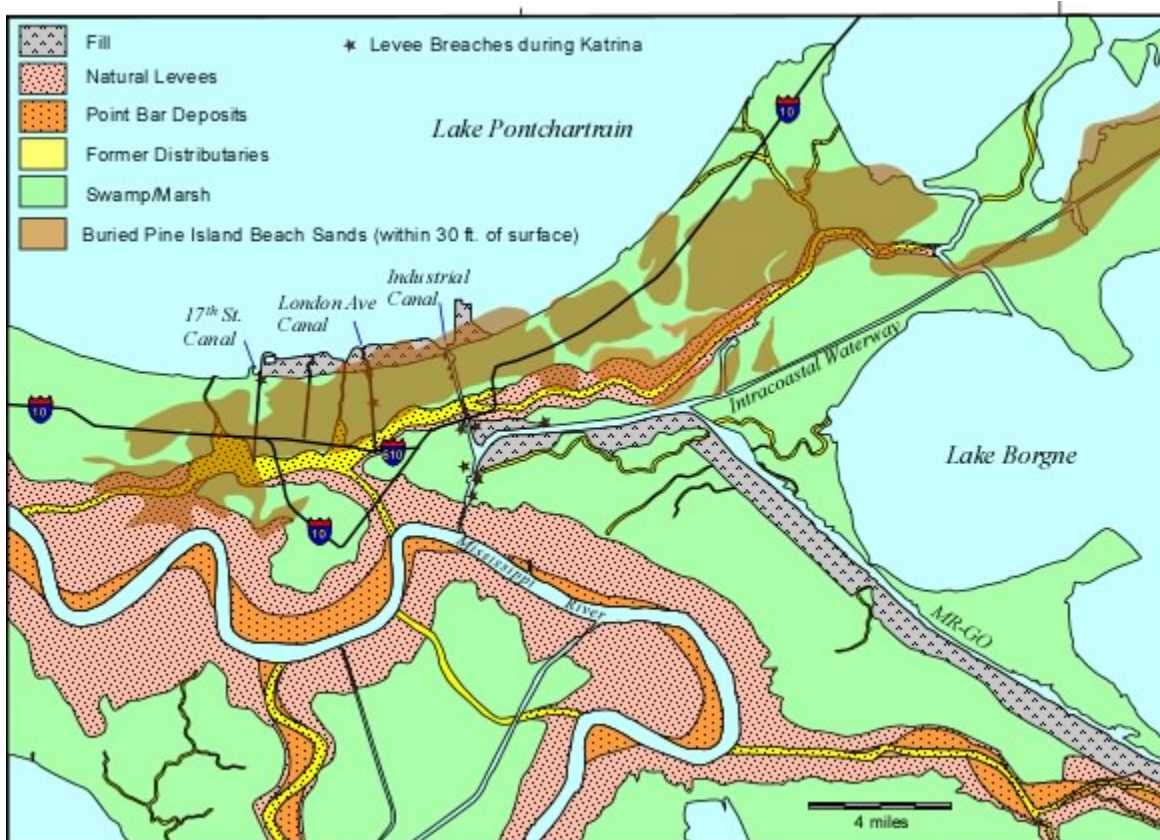 Fill
★ Levee Breaches during Katrina
Natural Levees
Point Bar Deposits
Former Distributaries
Swamp/Marsh
Buried Pine Island Beach Sands (within 30 ft. of surface)
Lake Pontchartrain
10
Industrial
Canal
London Ave
Canal
17th St.
Canal
Intracoastal Waterway
10
610
Lake Borgne
10
Mississippi
River
MR-GO
4 miles